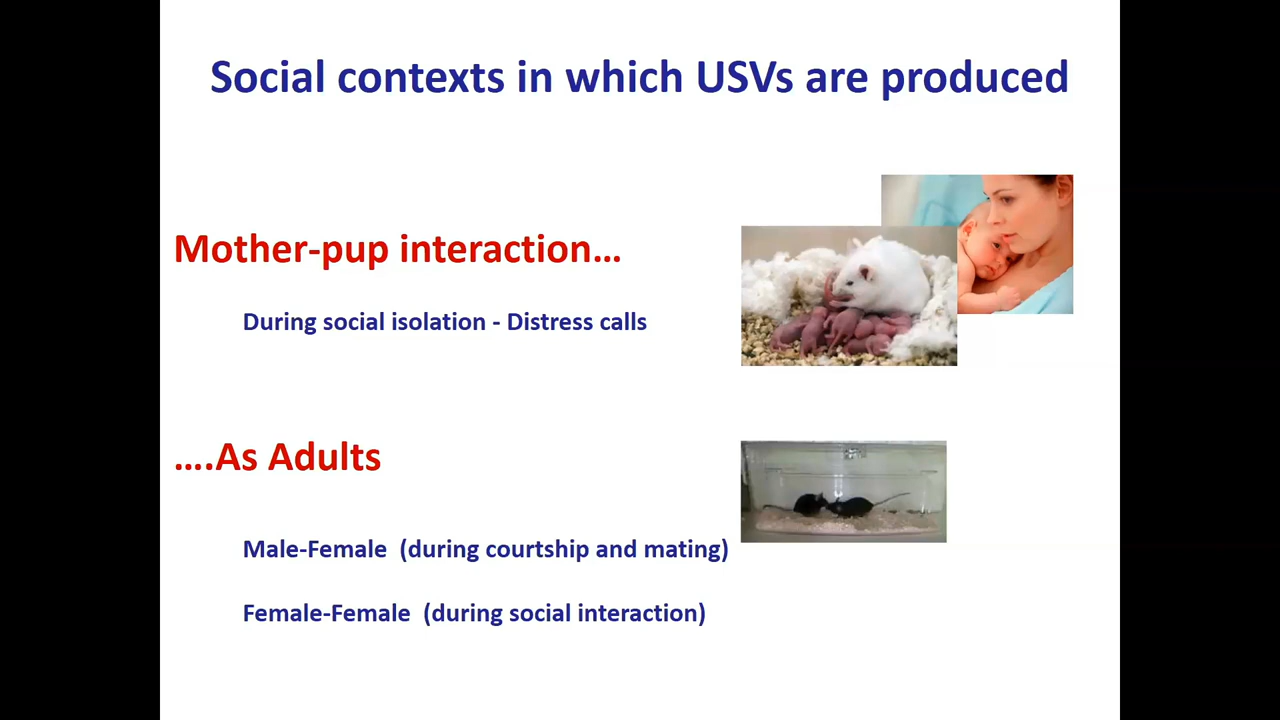 Social contexts in which USVs are produced
Mother-pup interaction…
During social isolation - Distress calls
….As Adults
Male-Female  (during courtship and mating)
Female-Female  (during social interaction)